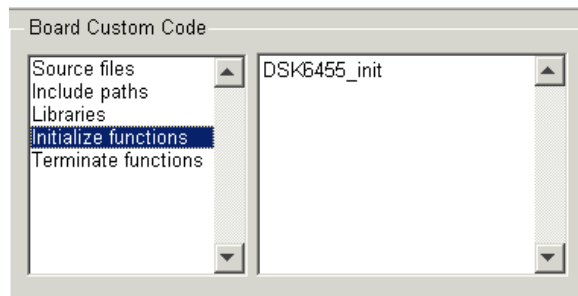 Board Custom Code
Source files
Include paths
Libraries
Initialize functions
Terminate functions
DSK6455_init